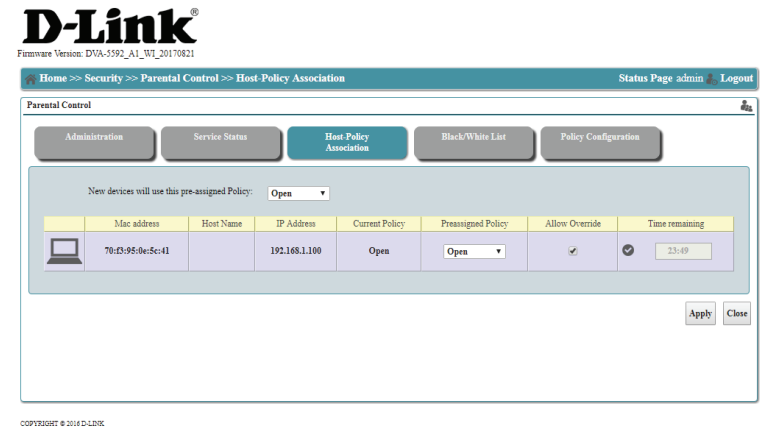 D-Link®
Firmware Version: DVA-5592_A1_WI_20170821
Home >> Security >> Parental Control >> Host-Policy Association Status Page admin Logout
Parental Control
Administration Service Status Host-Policy Association Black/White List Policy Configuration
New devices will use this pre-assigned Policy: Open
Mac address Host Name IP Address Current Policy Preassigned Policy Allow Override Time remaining
70:f3:95:0e:5c:41 192.168.1.100 Open Open 23:49
Apply Close
COPYRIGHT © 2016 D-LINK